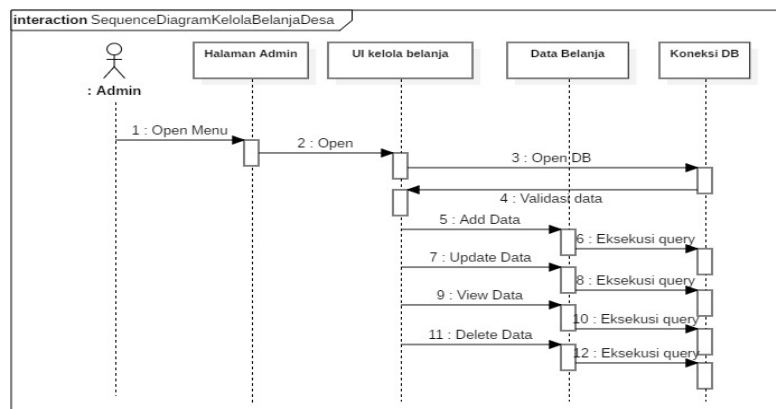 interaction SequenceDiagramKelolaBelanjaDesa
Halaman Admin
UI kelola belanja
Data Belanja
Koneksi DB
: Admin
1 : Open Menu
2 : Open
3 : Open DB
4 : Validasi data
5 : Add Data
6 : Eksekusi query
7 : Update Data
8 : Eksekusi query
9 : View Data
10 : Eksekusi query
11 : Delete Data
12 : Eksekusi query